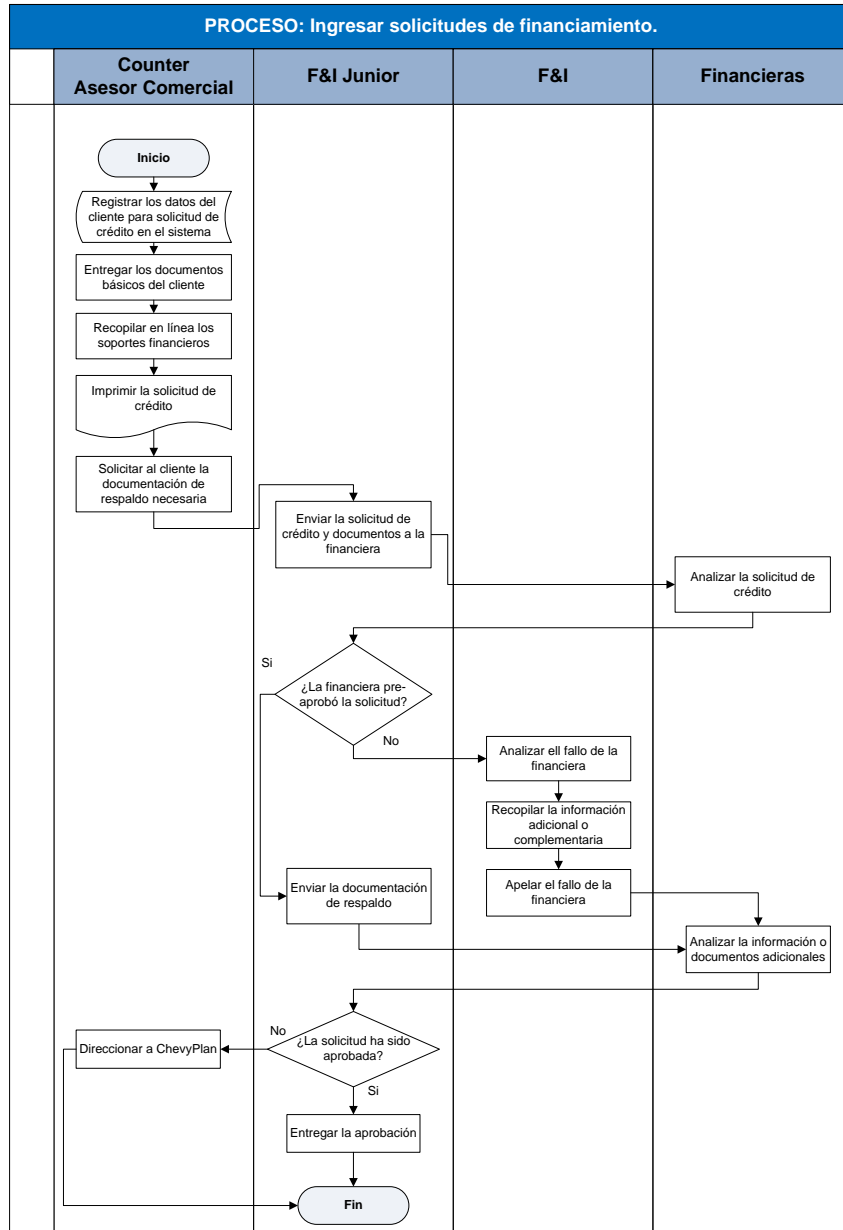 PROCESO: Ingresar solicitudes de financiamiento.
Counter
Asesor Comercial
F&I Junior
F&I
Financieras
Inicio
Registrar los datos del
cliente para solicitud de
crédito en el sistema
Entregar los documentos
básicos del cliente
Recopilar en línea los
soportes financieros
Imprimir la solicitud de
crédito
Solicitar al cliente la
documentación de
respaldo necesaria
Enviar la solicitud de
crédito y documentos a la
financiera
Analizar la solicitud de
crédito
Si
¿La financiera pre-
aprobó la solicitud?
No
Analizar ell fallo de la
financiera
Recopilar la información
adicional o
complementaria
Enviar la documentación
de respaldo
Apelar el fallo de la
financiera
Analizar la información o
documentos adicionales
Direccionar a ChevyPlan
No
¿La solicitud ha sido
aprobada?
Si
Entregar la aprobación
Fin